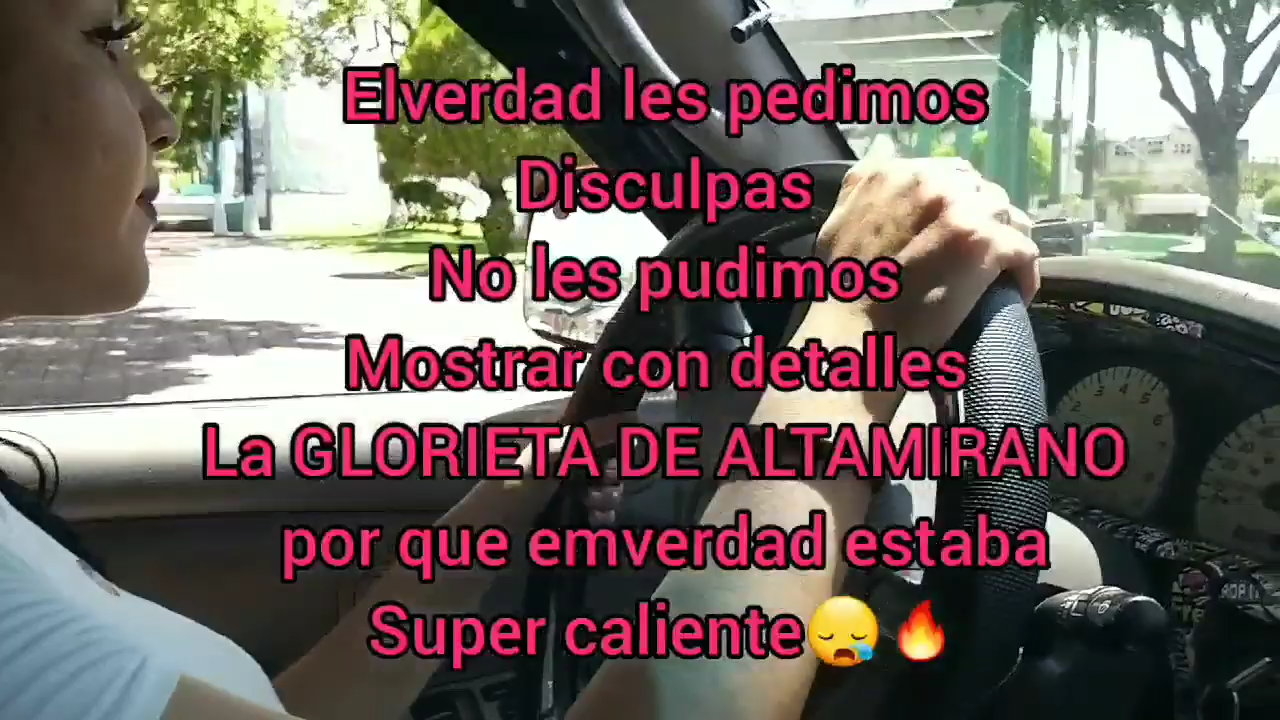 Elverdad les pedimos
Disculpas
No les pudimos
Mostrar con detalles
La GLORIETA DE ALTAMIRANO
por que emverdad estaba
Super caliente😪🔥